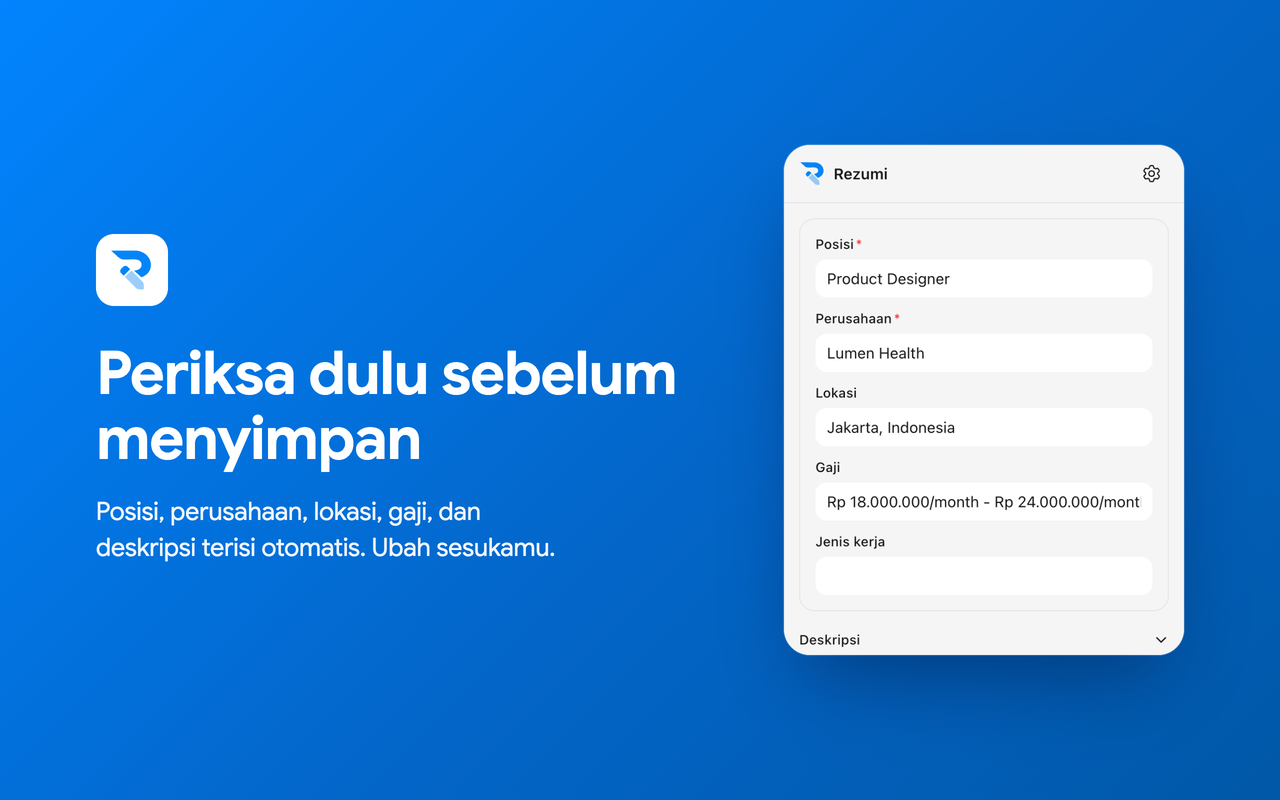 Periksa dulu sebelum
menyimpan
Posisi, perusahaan, lokasi, gaji, dan
deskripsi terisi otomatis. Ubah sesukamu.
Rezumi
Posisi *
Product Designer
Perusahaan *
Lumen Health
Lokasi
Jakarta, Indonesia
Gaji
Rp 18.000.000/month - Rp 24.000.000/mont
Jenis kerja
Deskripsi